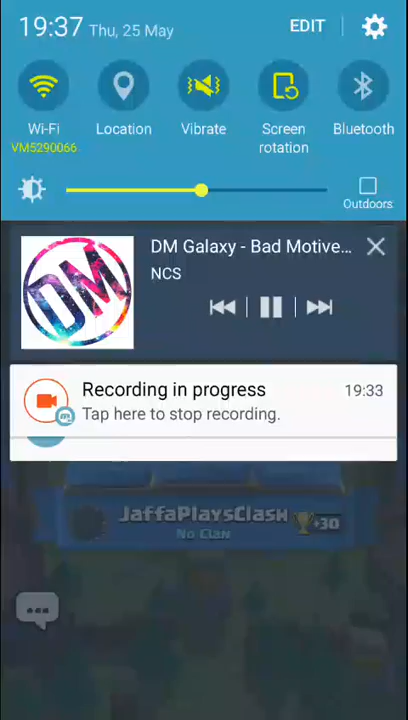 19:37 Thu, 25 May EDIT
Wi-Fi Location Vibrate Screen rotation Bluetooth
VM5290066
Outdoors
DM
DM Galaxy - Bad Motive...
NCS
Recording in progress 19:33
Tap here to stop recording.
JaffaPlaysClash +30
No Clan